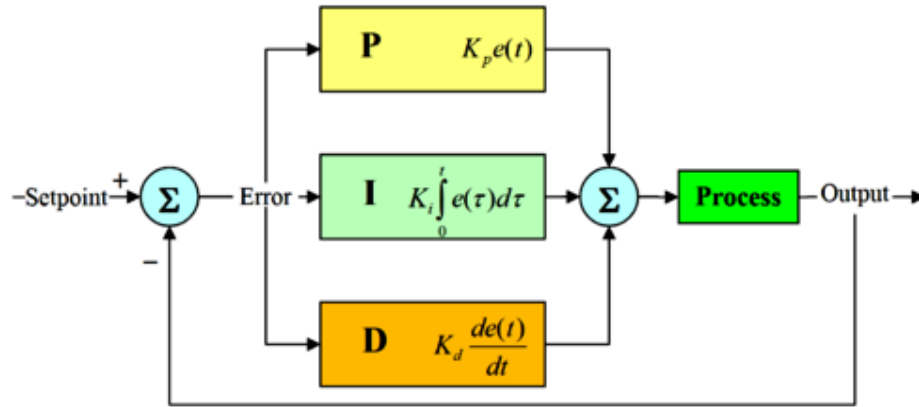 P K_p e(t)
+
–Setpoint Σ Error I K_i ∫_0^t e(τ)dτ Σ Process Output
−
D K_d de(t)/dt